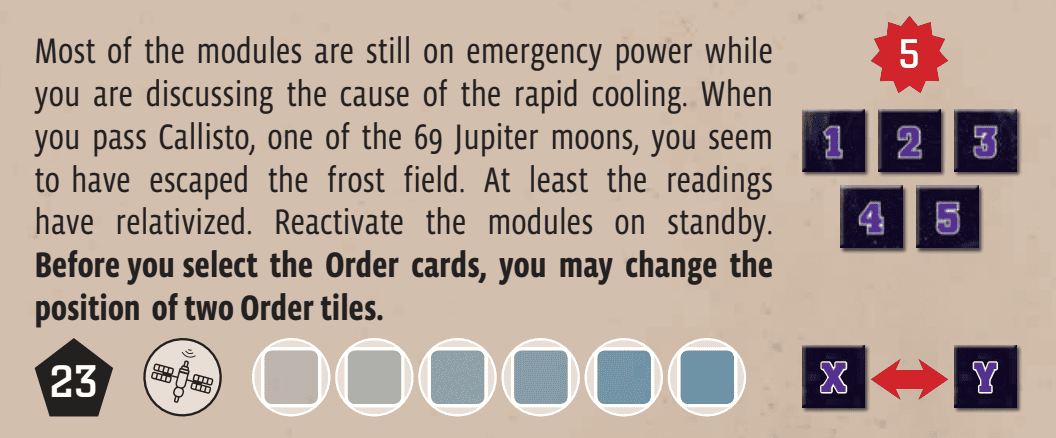 Most of the modules are still on emergency power while
you are discussing the cause of the rapid cooling. When
you pass Callisto, one of the 69 Jupiter moons, you seem
to have escaped the frost field. At least the readings
have relativized. Reactivate the modules on standby.
Before you select the Order cards, you may change the
position of two Order tiles.
5
1 2 3
4 5
23
X Y